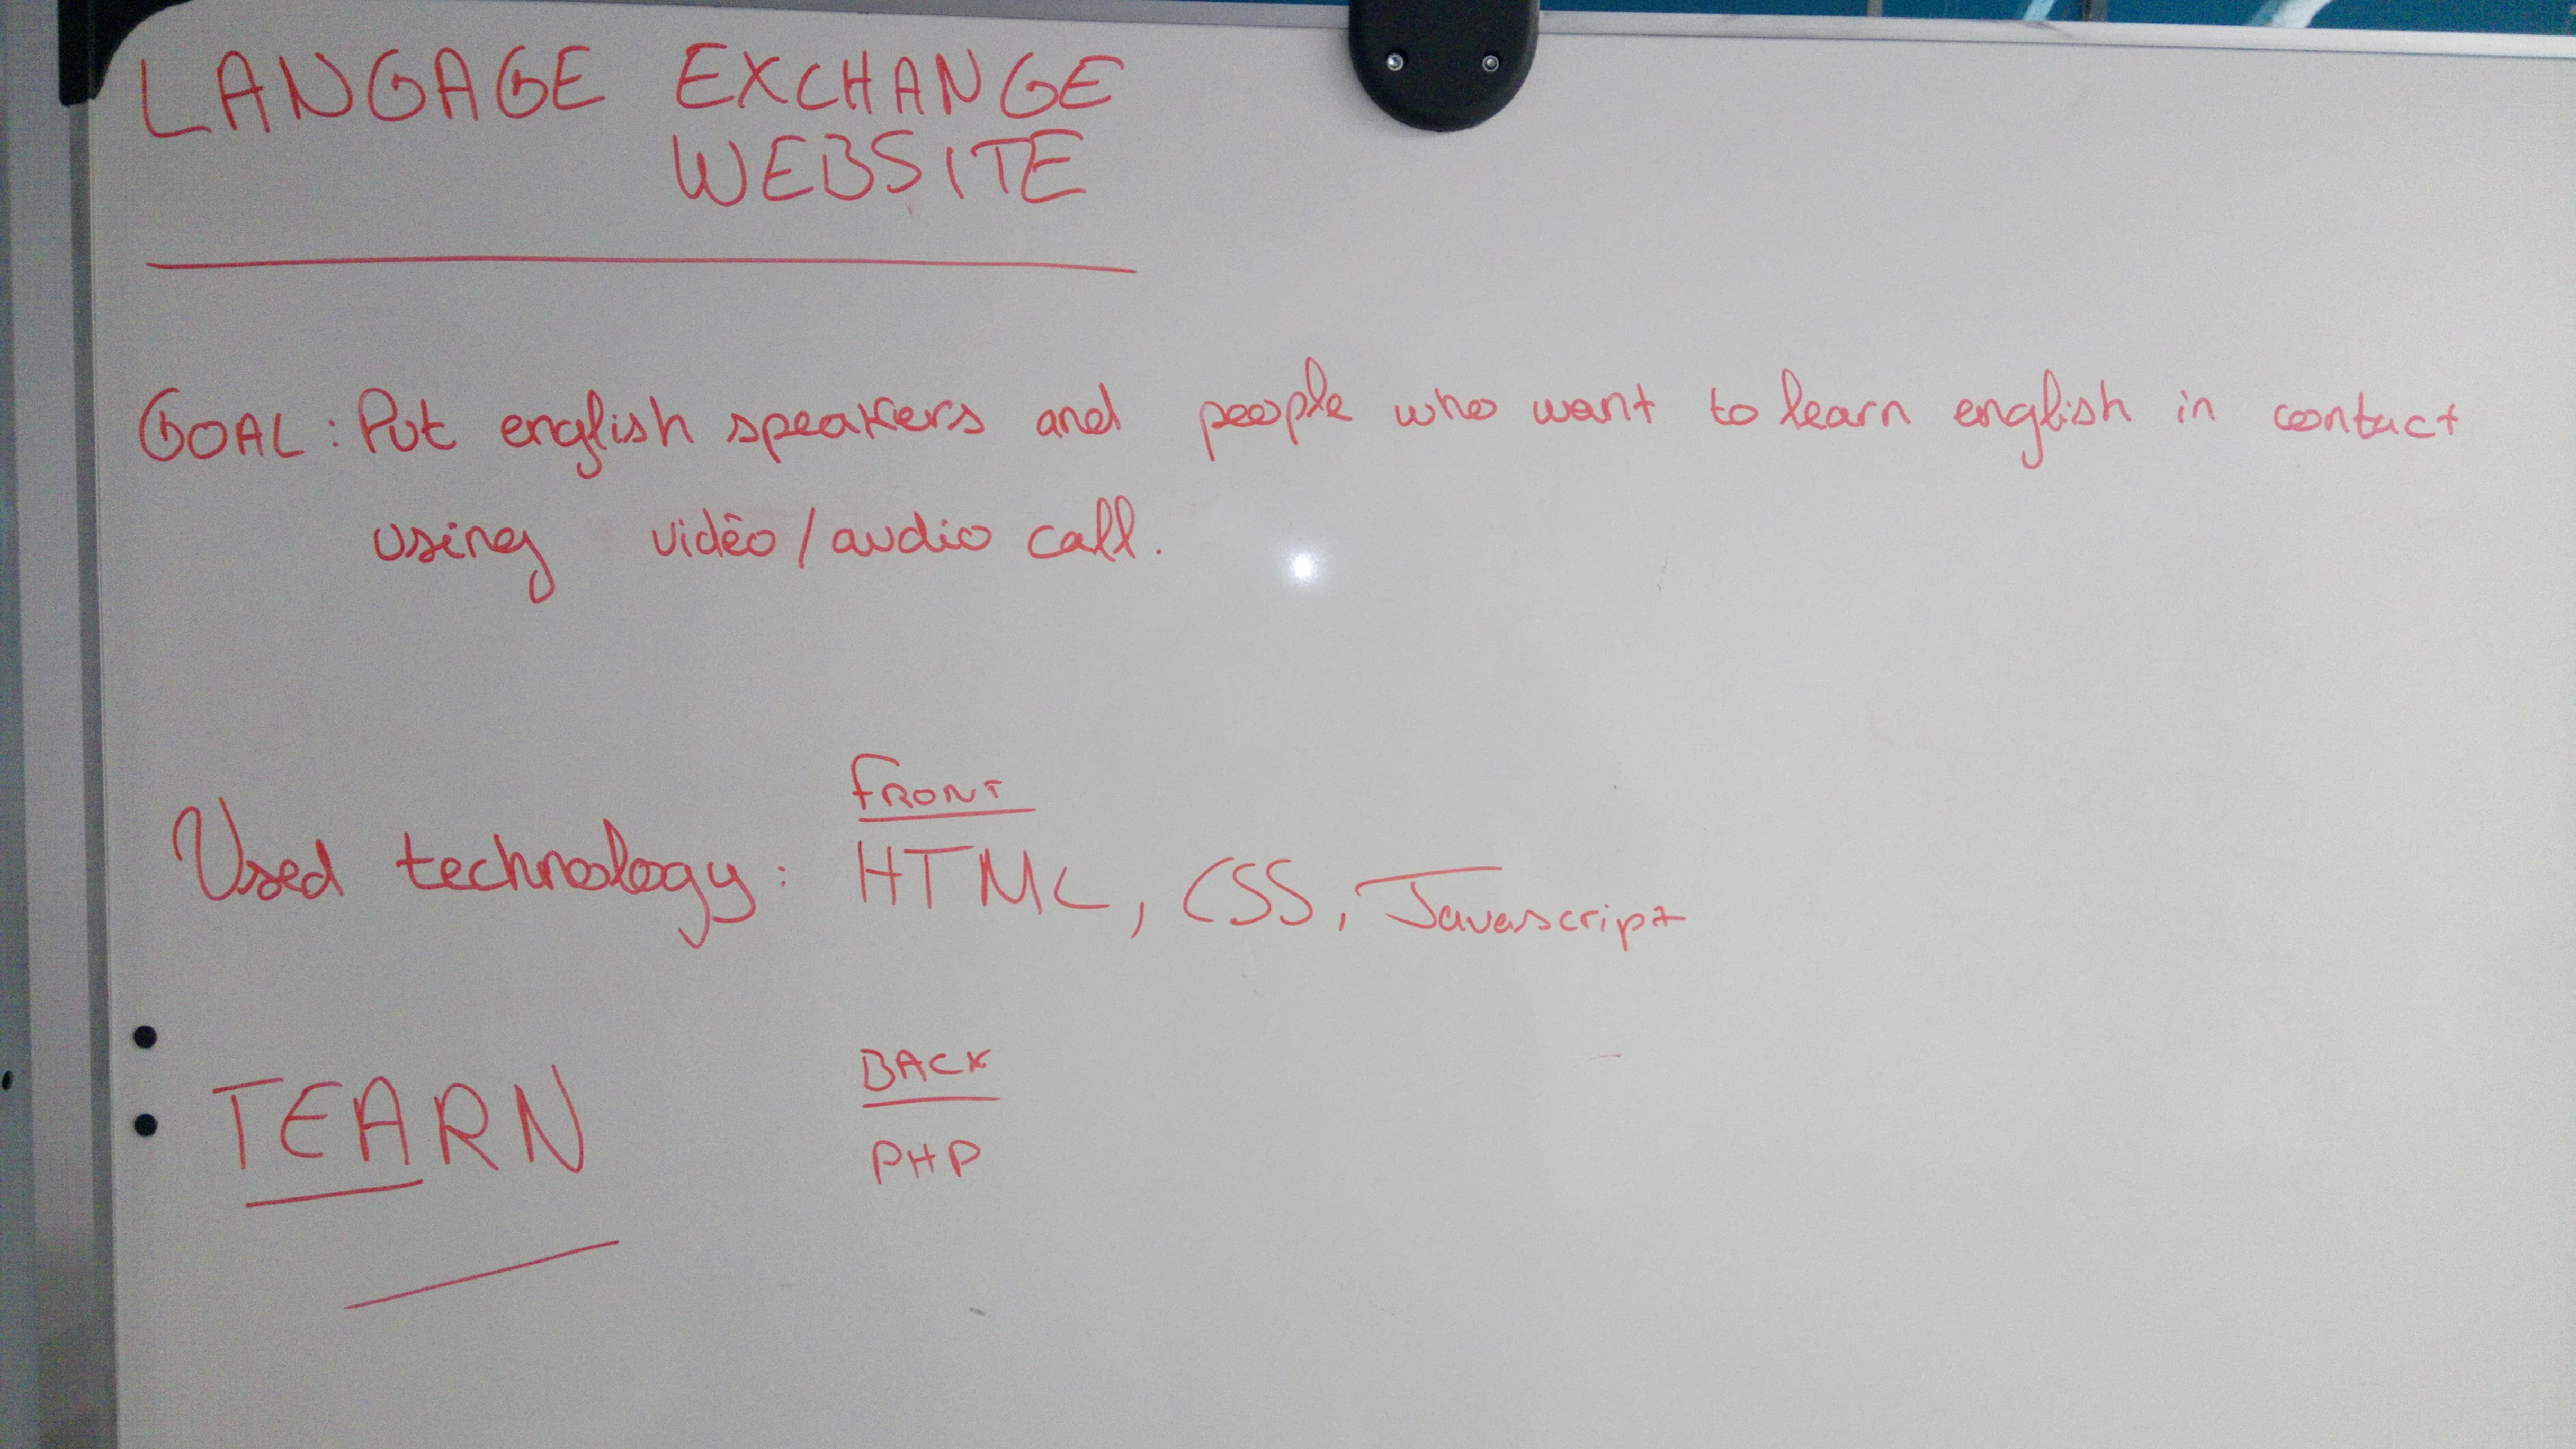 LANGAGE EXCHANGE
WEBSITE
GOAL: Put english speakers and people who want to learn english in contact
using vidéo/audio call.
FRONT
Used technology: HTML, CSS, Javascript
BACK
TEARN
PHP